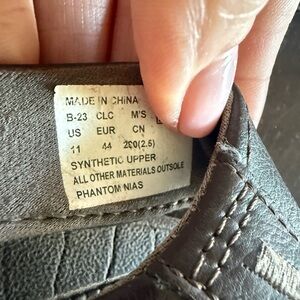 MADE IN CHINA
B-23 CLC M'S
US EUR CN
11 44 (2.5)
SYNTHETIC UPPER
ALL OTHER MATERIALS OUTSOLE
PHANTOM NIAS